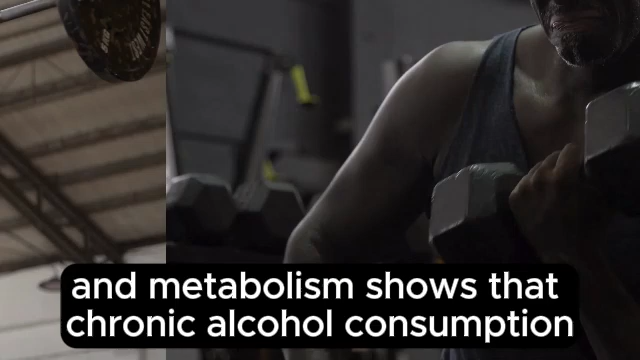 and metabolism shows that
chronic alcohol consumption